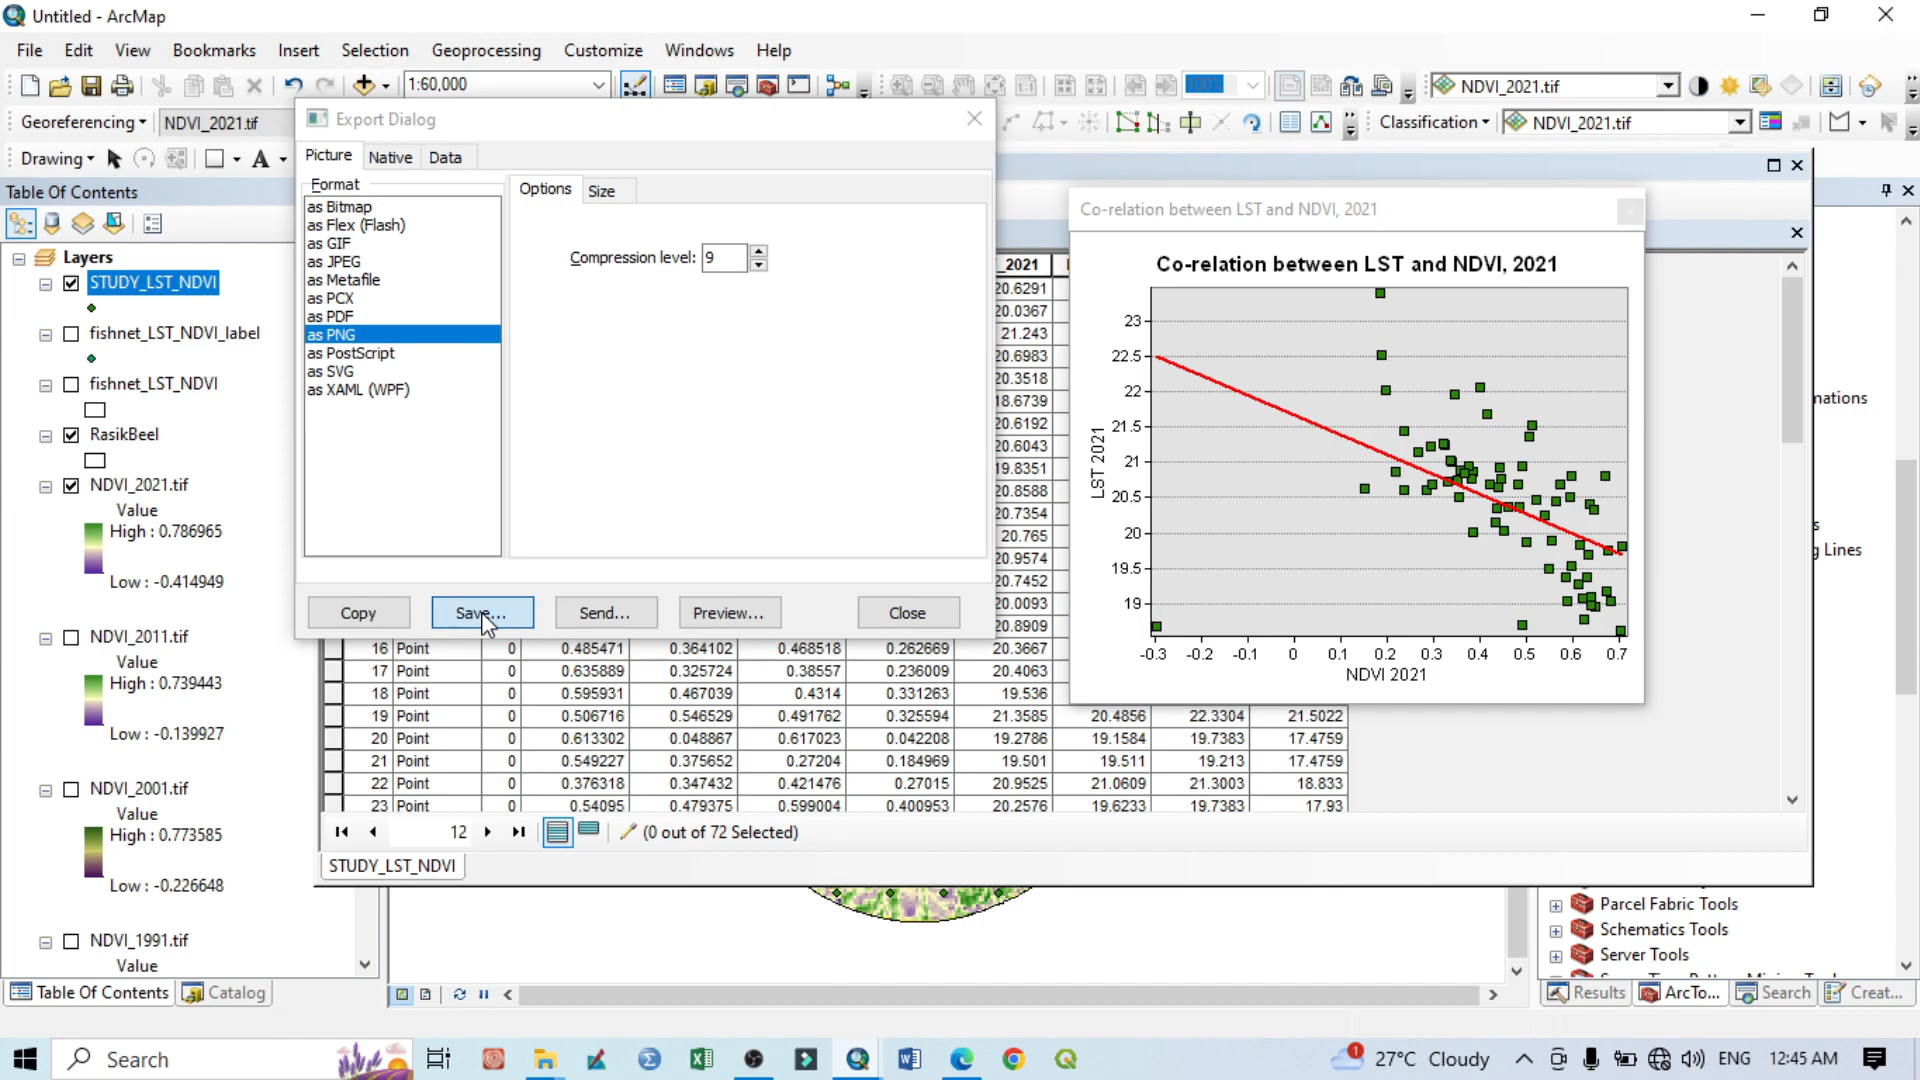 Untitled - ArcMap
File Edit View Bookmarks Insert Selection Geoprocessing Customize Windows Help
1:60,000 100% NDVI_2021.tif
Georeferencing NDVI_2021.tif Classification NDVI_2021.tif
Drawing A
Export Dialog
Picture Native Data
Format
as Bitmap
as Flex (Flash)
as GIF
as JPEG
as Metafile
as PCX
as PDF
as PNG
as PostScript
as SVG
as XAML (WPF)
Options Size
Compression level: 9
Copy Save... Send... Preview... Close
Table Of Contents
Layers
STUDY_LST_NDVI
fishnet_LST_NDVI_label
fishnet_LST_NDVI
RasikBeel
NDVI_2021.tif
Value
High : 0.786965
Low : -0.414949
NDVI_2011.tif
Value
High : 0.739443
Low : -0.139927
NDVI_2001.tif
Value
High : 0.773585
Low : -0.226648
NDVI_1991.tif
Value
Table Of Contents Catalog
_2021
20.6291
20.0367
21.243
20.6983
20.3518
18.6739
20.6192
20.6043
19.8351
20.8588
20.7354
20.765
20.9574
20.7452
20.0093
20.8909
16 Point 0 0.485471 0.364102 0.468518 0.262669 20.3667
17 Point 0 0.635889 0.325724 0.38557 0.236009 20.4063
18 Point 0 0.595931 0.467039 0.4314 0.331263 19.536
19 Point 0 0.506716 0.546529 0.491762 0.325594 21.3585 20.4856 22.3304 21.5022
20 Point 0 0.613302 0.048867 0.617023 0.042208 19.2786 19.1584 19.7383 17.4759
21 Point 0 0.549227 0.375652 0.27204 0.184969 19.501 19.511 19.213 17.4759
22 Point 0 0.376318 0.347432 0.421476 0.27015 20.9525 21.0609 21.3003 18.833
23 Point 0 0.54095 0.479375 0.599004 0.400953 20.2576 19.6233 19.7383 17.93
12 (0 out of 72 Selected)
STUDY_LST_NDVI
Co-relation between LST and NDVI, 2021
Co-relation between LST and NDVI, 2021
23
22.5
22
21.5
21
20.5
20
19.5
19
LST 2021
-0.3 -0.2 -0.1 0 0.1 0.2 0.3 0.4 0.5 0.6 0.7
NDVI 2021
nations
s
g Lines
Parcel Fabric Tools
Schematics Tools
Server Tools
Results ArcTo... Search Creat...
Search
27°C Cloudy ENG 12:45 AM
1